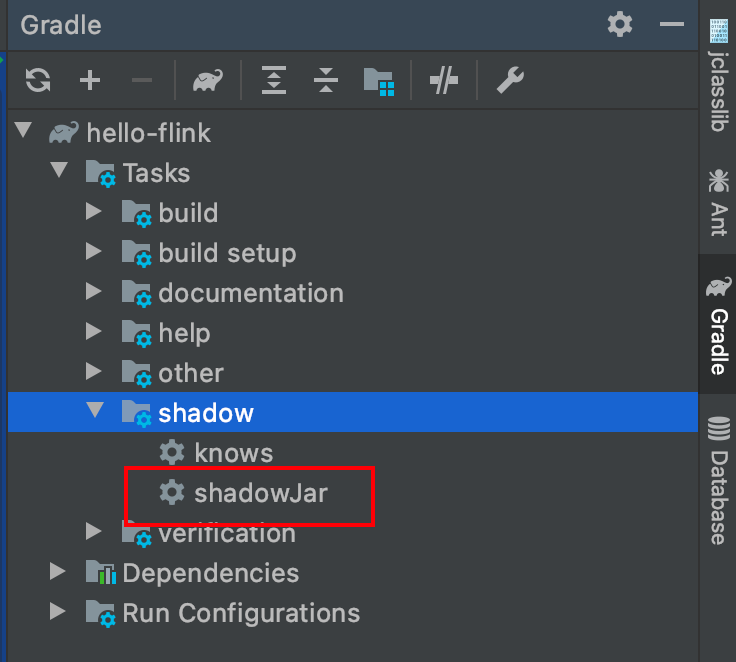 Gradle
hello-flink
Tasks
build
build setup
documentation
help
other
shadow
knows
shadowJar
verification
Dependencies
Run Configurations
jclasslib
Ant
Gradle
Database